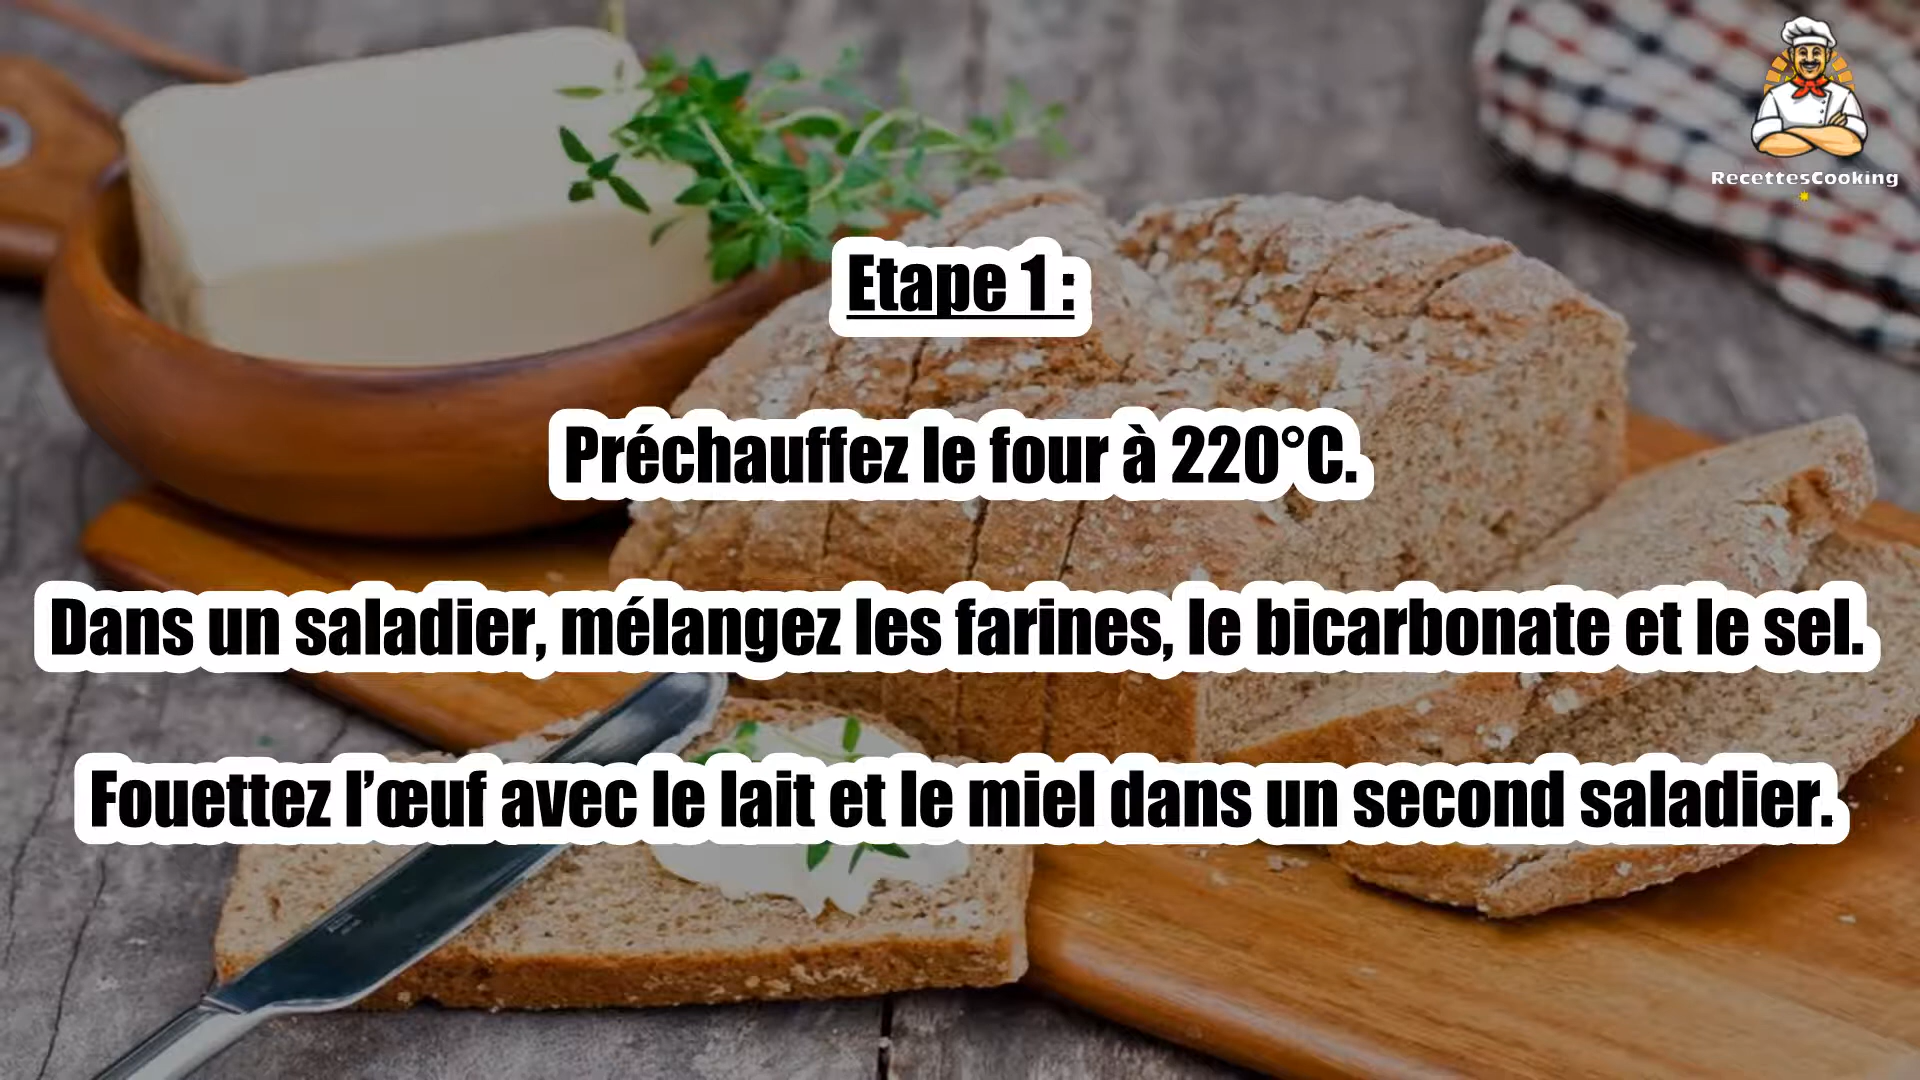 RecettesCooking
Etape 1 :
Préchauffez le four à 220°C.
Dans un saladier, mélangez les farines, le bicarbonate et le sel.
Fouettez l’œuf avec le lait et le miel dans un second saladier.